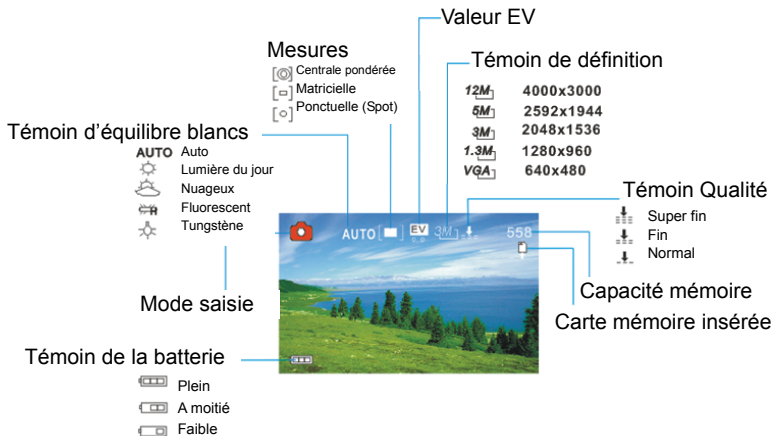 Valeur EV
Mesures
Centrale pondérée
Matricielle
Ponctuelle (Spot)
Témoin de définition
12M 4000x3000
5M 2592x1944
3M 2048x1536
1.3M 1280x960
VGA 640x480
Témoin d'équilibre blancs
AUTO Auto
Lumière du jour
Nuageux
Fluorescent
Tungstène
Témoin Qualité
Super fin
Fin
Normal
AUTO [ ] EV 3M 558
0.0
Mode saisie
Capacité mémoire
Carte mémoire insérée
Témoin de la batterie
Plein
A moitié
Faible